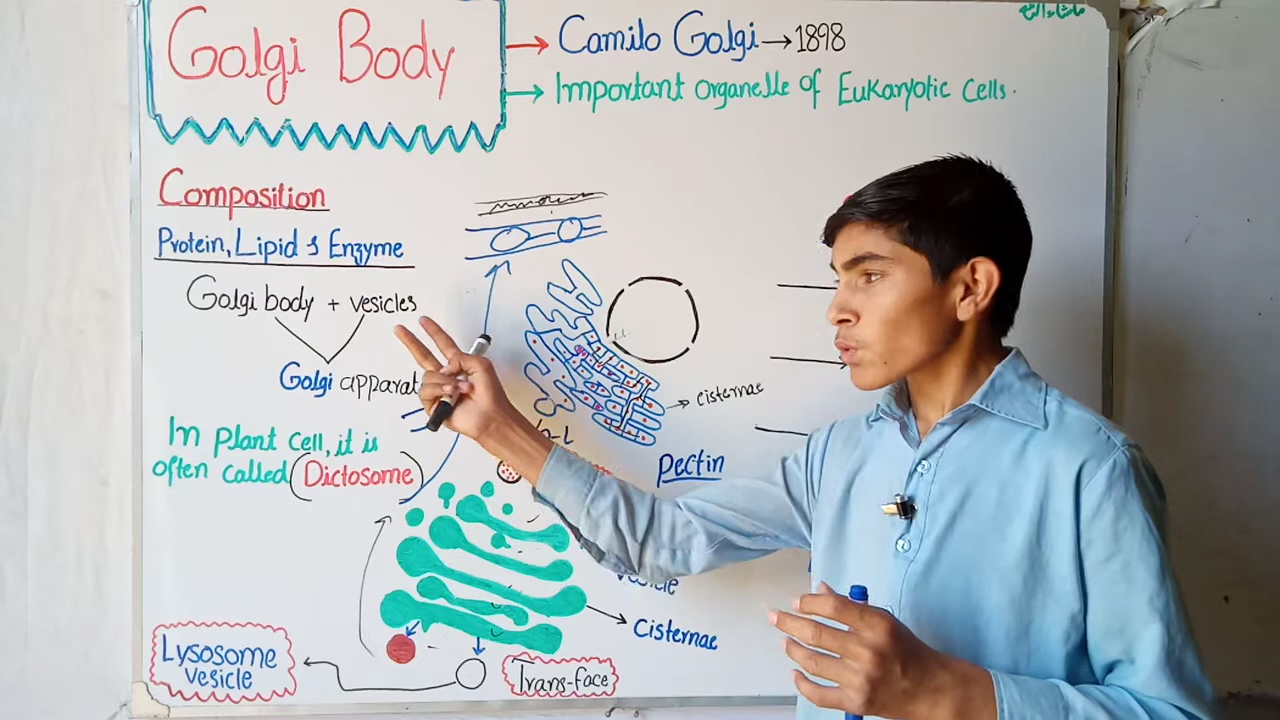 Golgi Body
→ Camilo Golgi → 1898
→ Important organelle of Eukaryotic Cells.
Composition
Protein, Lipid & Enzyme
Golgi body + vesicles
Golgi apparat
→ cisternae
In plant cell, it is
often called (Dictosome)
Pectin
vesicle
→ Cisternae
Lysosome
vesicle
Trans-face